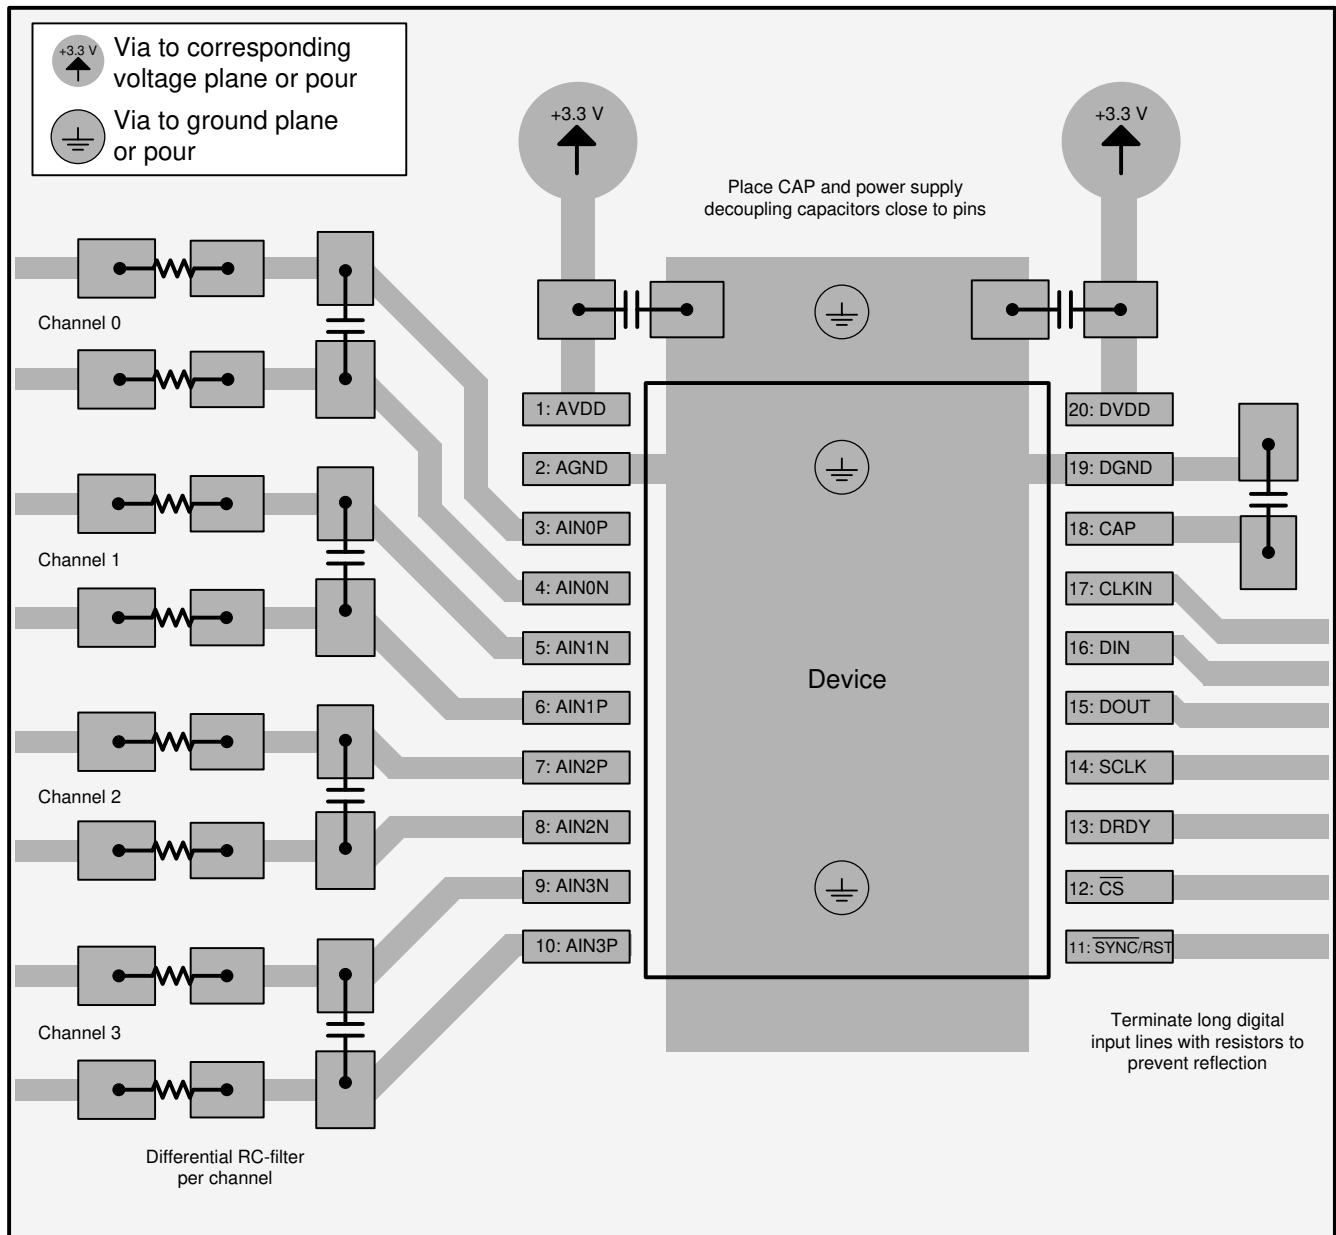 +3.3 V
Via to corresponding
voltage plane or pour
Via to ground plane
or pour
+3.3 V
+3.3 V
Place CAP and power supply
decoupling capacitors close to pins
Channel 0
Channel 1
Channel 2
Channel 3
1: AVDD
2: AGND
3: AIN0P
4: AIN0N
5: AIN1N
6: AIN1P
7: AIN2P
8: AIN2N
9: AIN3N
10: AIN3P
Device
20: DVDD
19: DGND
18: CAP
17: CLKIN
16: DIN
15: DOUT
14: SCLK
13: DRDY
12: C̅S̅
11: S̅Y̅N̅C̅/RST
Terminate long digital
input lines with resistors to
prevent reflection
Differential RC-filter
per channel